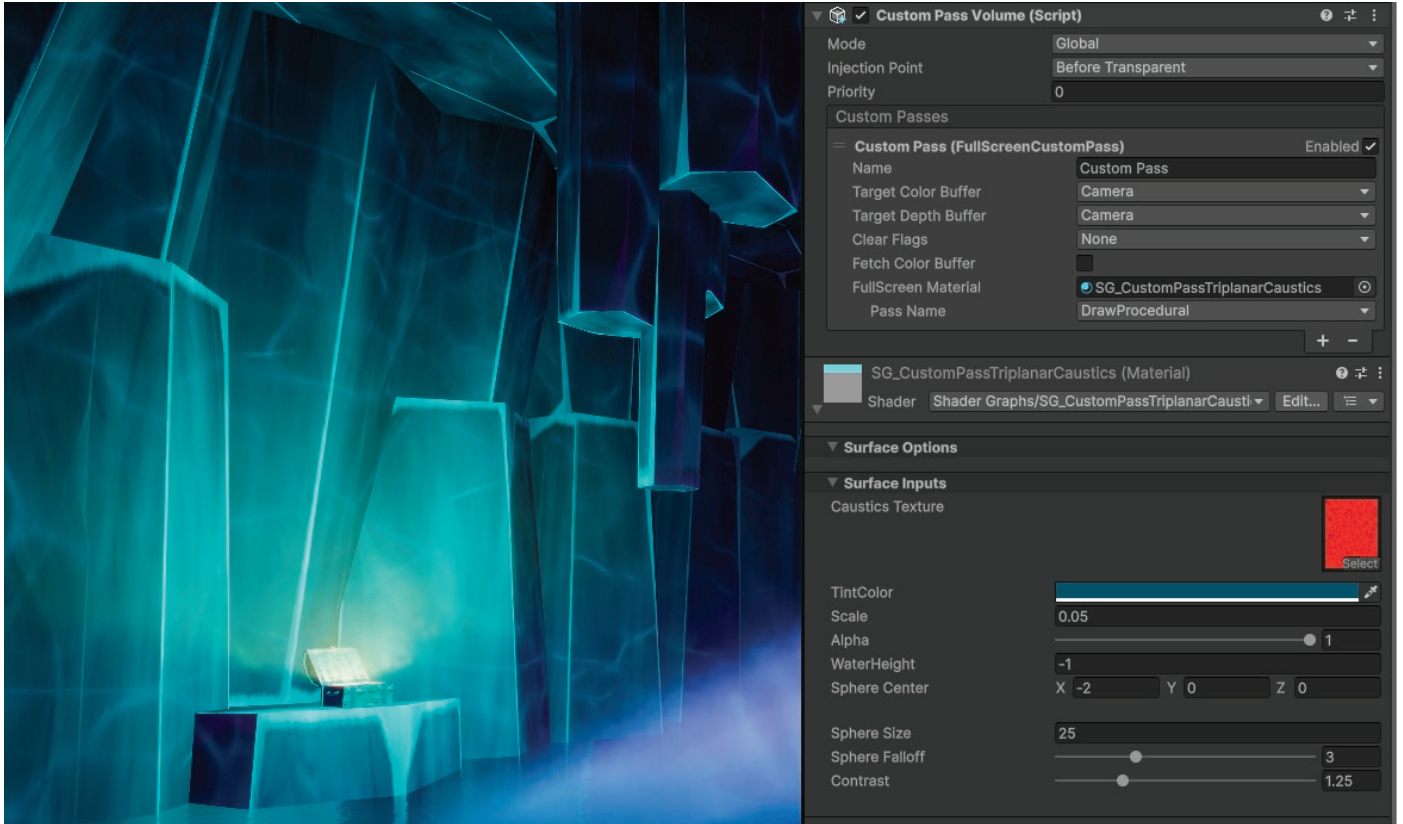 Custom Pass Volume (Script)
Mode Global
Injection Point Before Transparent
Priority 0
Custom Passes
Custom Pass (FullScreenCustomPass) Enabled
Name Custom Pass
Target Color Buffer Camera
Target Depth Buffer Camera
Clear Flags None
Fetch Color Buffer
FullScreen Material SG_CustomPassTriplanarCaustics
Pass Name DrawProcedural
+ −
SG_CustomPassTriplanarCaustics (Material)
Shader Shader Graphs/SG_CustomPassTriplanarCausti Edit...
Surface Options
Surface Inputs
Caustics Texture
Select
TintColor
Scale 0.05
Alpha 1
WaterHeight -1
Sphere Center X -2 Y 0 Z 0
Sphere Size 25
Sphere Falloff 3
Contrast 1.25